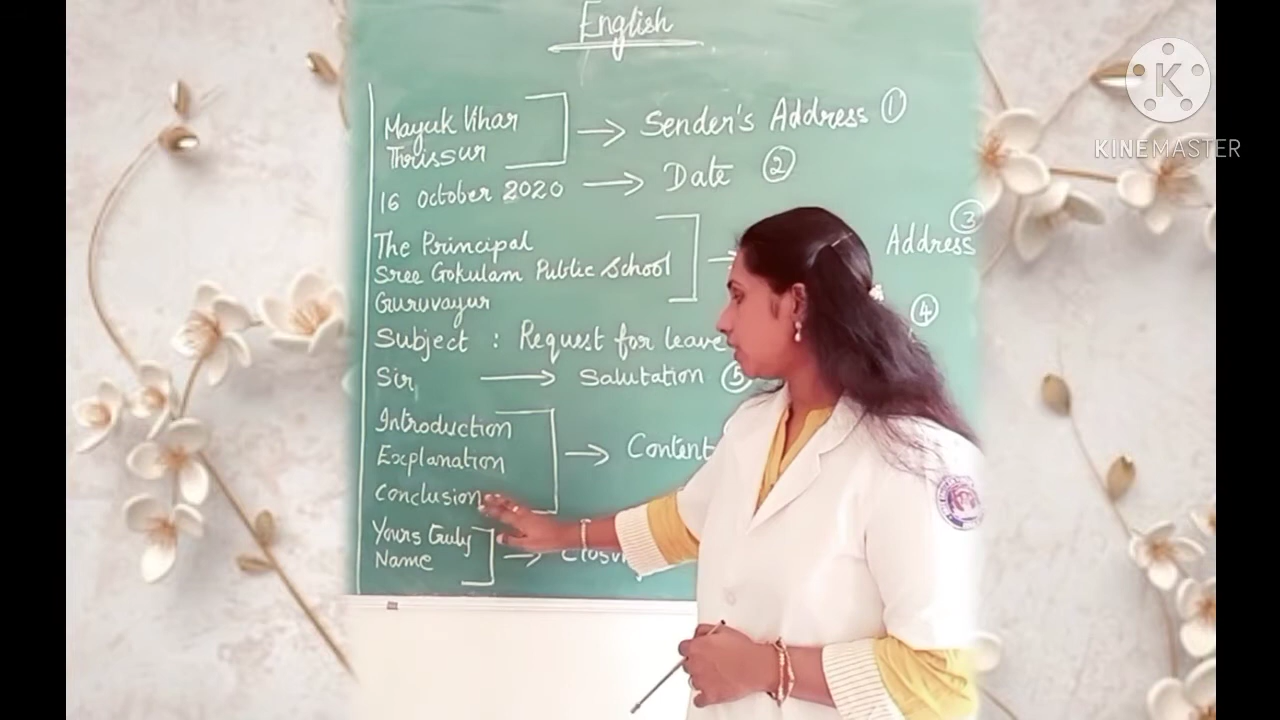 English
Mayuk Vihar
Thrissur
Sender's Address 1
16 October 2020 Date 2
The Principal
Sree Gokulam Public School
Guruvayur
Address 3
Subject : Request for leave 4
Sir, Salutation 5
Introduction
Explanation
Conclusion
Content
Yours truly
Name
KINEMASTER